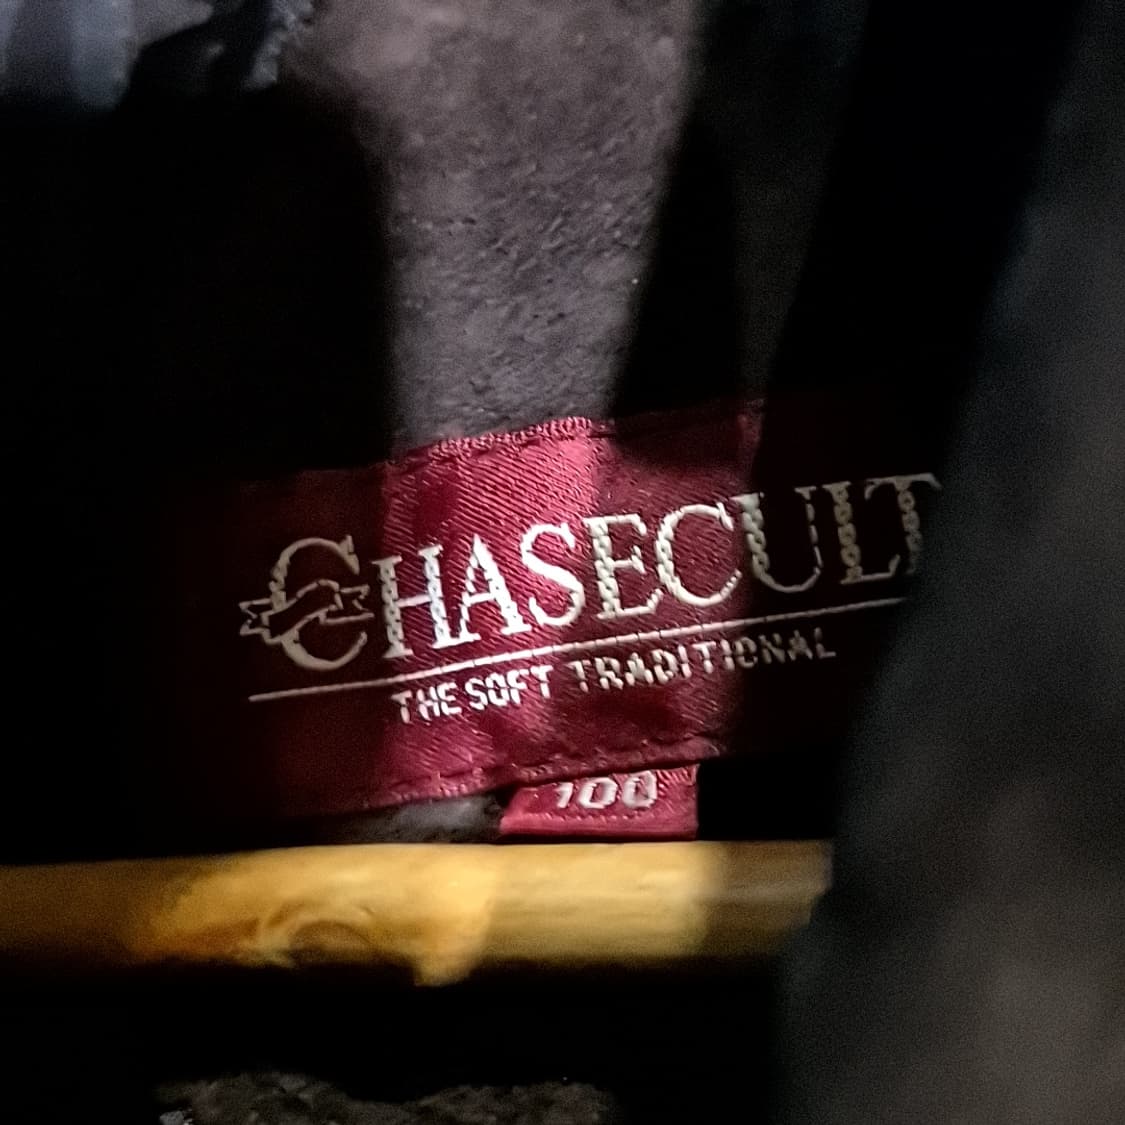 CHASECULT
THE SOFT TRADITIONAL
100